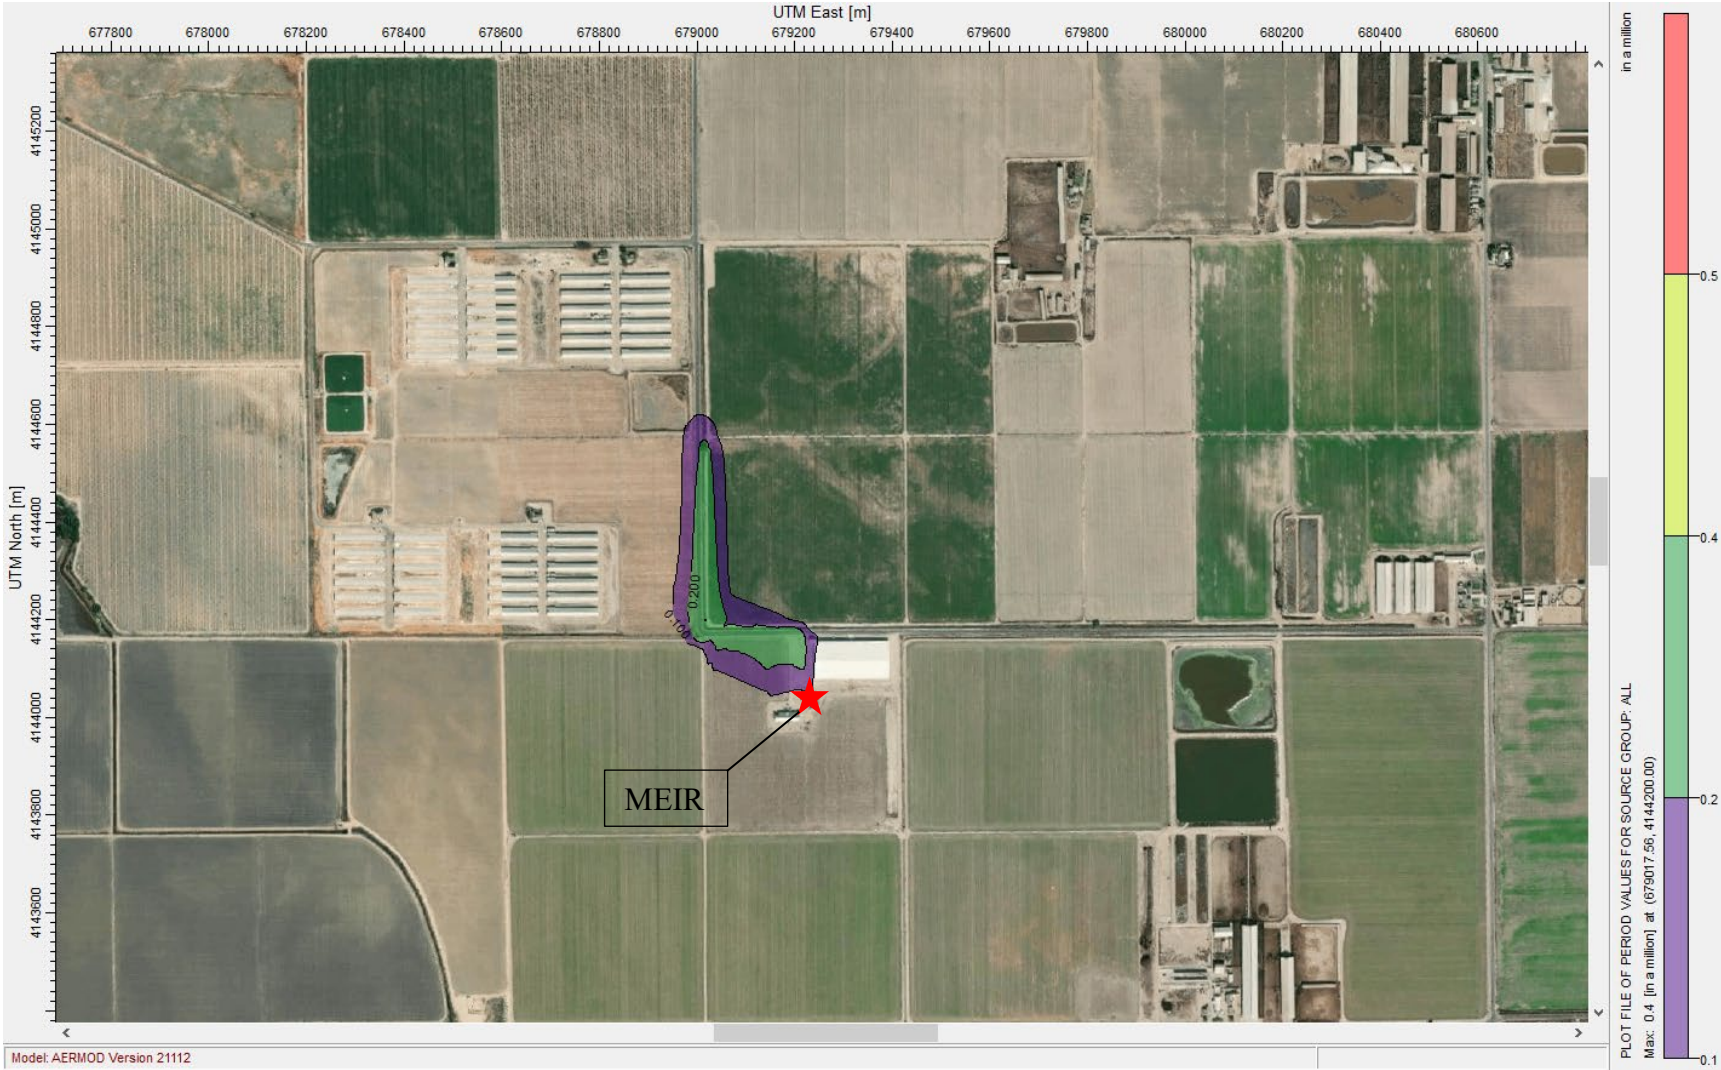 UTM East [m]
677800 678000 678200 678400 678600 678800 679000 679200 679400 679600 679800 680000 680200 680400 680600
UTM North [m]
4145200
4145000
4144800
4144600
4144400
4144200
4144000
4143800
4143600
0.200
0.100
MEIR
in a million
0.5
0.4
0.2
0.1
PLOT FILE OF PERIOD VALUES FOR SOURCE GROUP: ALL
Max: 0.4 [in a million] at (679017.56, 4144200.00)
Model: AERMOD Version 21112